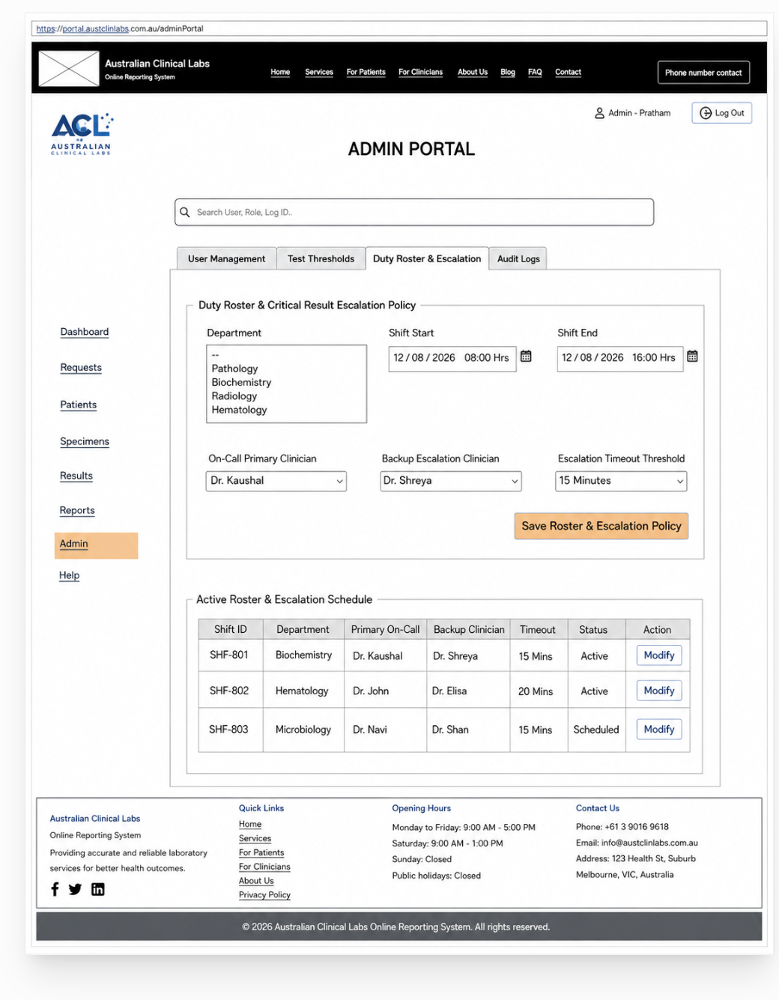 https://portal.austclinlabs.com.au/adminPortal
Australian Clinical Labs
Online Reporting System
Home Services For Patients For Clinicians About Us Blog FAQ Contact
Phone number contact
ACL
AUSTRALIAN
CLINICAL LABS
Admin - Pratham
Log Out
ADMIN PORTAL
Search User, Role, Log ID..
User Management Test Thresholds Duty Roster & Escalation Audit Logs
Dashboard
Requests
Patients
Specimens
Results
Reports
Admin
Help
Duty Roster & Critical Result Escalation Policy
Department Shift Start Shift End
--
Pathology
Biochemistry
Radiology
Hematology
12 / 08 / 2026 08:00 Hrs
12 / 08 / 2026 16:00 Hrs
On-Call Primary Clinician Backup Escalation Clinician Escalation Timeout Threshold
Dr. Kaushal Dr. Shreya 15 Minutes
Save Roster & Escalation Policy
Active Roster & Escalation Schedule
Shift ID Department Primary On-Call Backup Clinician Timeout Status Action
SHF-801 Biochemistry Dr. Kaushal Dr. Shreya 15 Mins Active Modify
SHF-802 Hematology Dr. John Dr. Elisa 20 Mins Active Modify
SHF-803 Microbiology Dr. Navi Dr. Shan 15 Mins Scheduled Modify
Australian Clinical Labs
Online Reporting System
Providing accurate and reliable laboratory
services for better health outcomes.
Quick Links
Home
Services
For Patients
For Clinicians
About Us
Privacy Policy
Opening Hours
Monday to Friday: 9:00 AM - 5:00 PM
Saturday: 9:00 AM - 1:00 PM
Sunday: Closed
Public holidays: Closed
Contact Us
Phone: +61 3 9016 9618
Email: info@austclinlabs.com.au
Address: 123 Health St, Suburb
Melbourne, VIC, Australia
© 2026 Australian Clinical Labs Online Reporting System. All rights reserved.